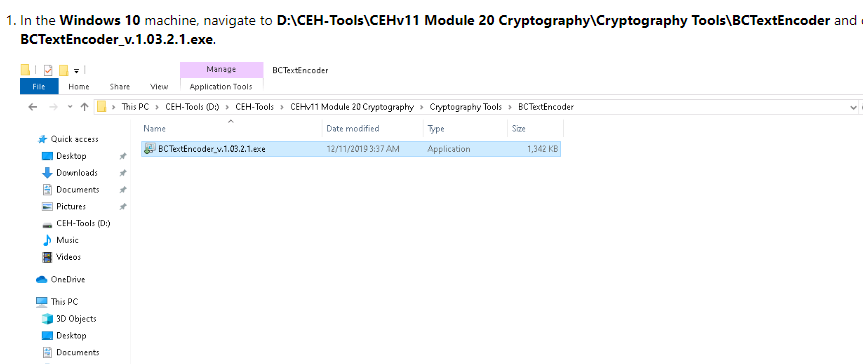 1. In the Windows 10 machine, navigate to D:\CEH-Tools\CEHv11 Module 20 Cryptography\Cryptography Tools\BCTextEncoder and
BCTextEncoder_v.1.03.2.1.exe.
Manage
BCTextEncoder
File Home Share View Application Tools
This PC > CEH-Tools (D:) > CEH-Tools > CEHv11 Module 20 Cryptography > Cryptography Tools > BCTextEncoder
Name Date modified Type Size
Quick access
BCTextEncoder_v.1.03.2.1.exe 12/11/2019 3:37 AM Application 1,342 KB
Desktop
Downloads
Documents
Pictures
CEH-Tools (D:)
Music
Videos
OneDrive
This PC
3D Objects
Desktop
Documents